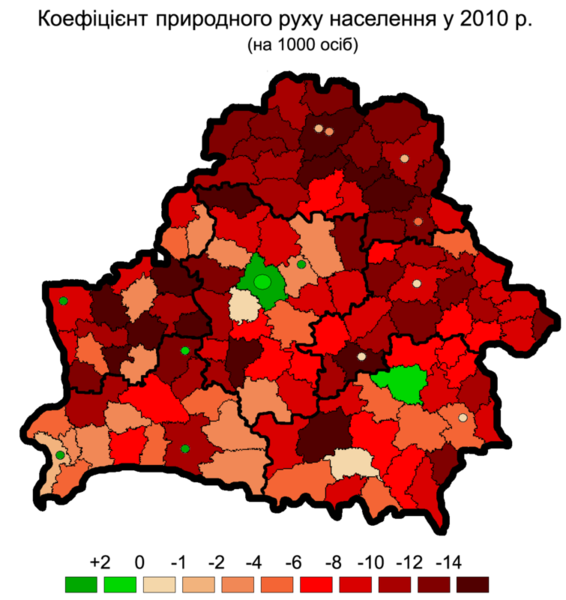 Коефіцієнт природного руху населення у 2010 р.
(на 1000 осіб)
+2 0 -1 -2 -4 -6 -8 -10 -12 -14